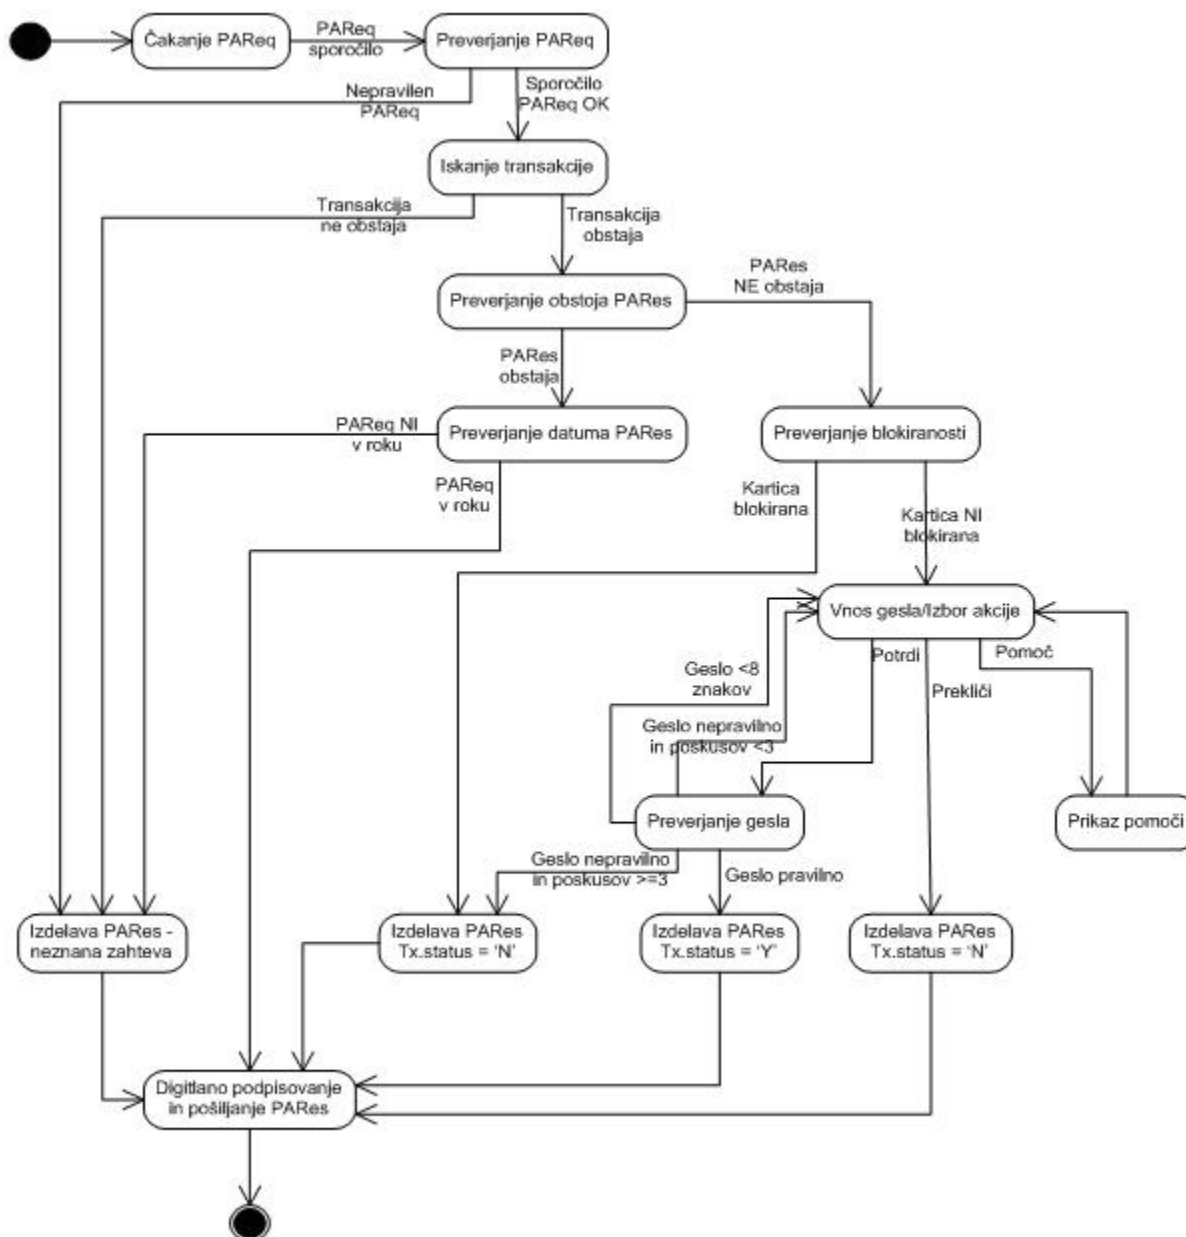 Čakanje PAReq
PAReq
sporočilo
Preverjanje PAReq
Nepravilen
PAReq
Sporočilo
PAReq OK
Iskanje transakcije
Transakcija
ne obstaja
Transakcija
obstaja
Preverjanje obstoja PARes
PARes
NE obstaja
PARes
obstaja
PAReq NI
v roku
Preverjanje datuma PARes
Preverjanje blokiranosti
PAReq
v roku
Kartica
blokirana
Kartica NI
blokirana
Vnos gesla/Izbor akcije
Geslo <8
znakov
Potrdi
Pomoč
Prekliči
Geslo nepravilno
in poskusov <3
Preverjanje gesla
Prikaz pomoči
Geslo nepravilno
in poskusov >=3
Geslo pravilno
Izdelava PARes -
neznana zahteva
Izdelava PARes
Tx.status = 'N'
Izdelava PARes
Tx.status = 'Y'
Izdelava PARes
Tx.status = 'N'
Digitlano podpisovanje
in pošiljanje PARes